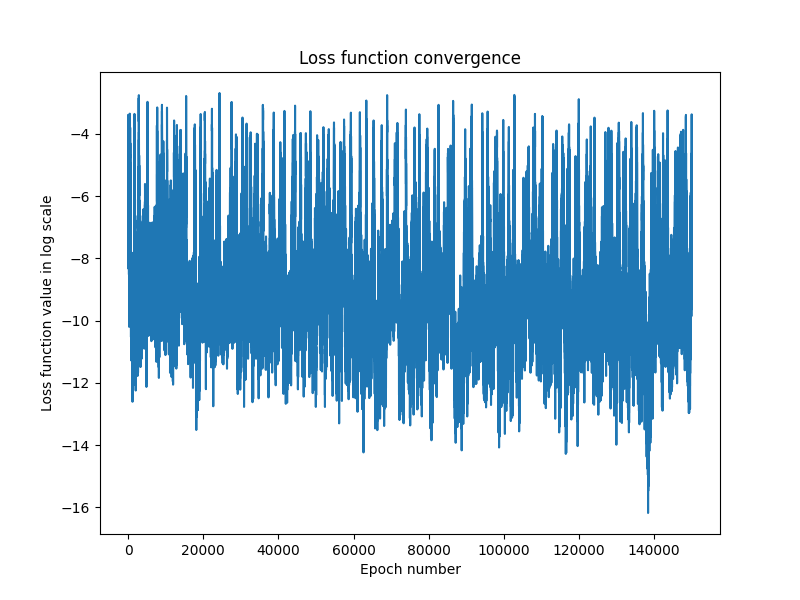 Loss function convergence
Loss function value in log scale
−4
−6
−8
−10
−12
−14
−16
0 20000 40000 60000 80000 100000 120000 140000
Epoch number